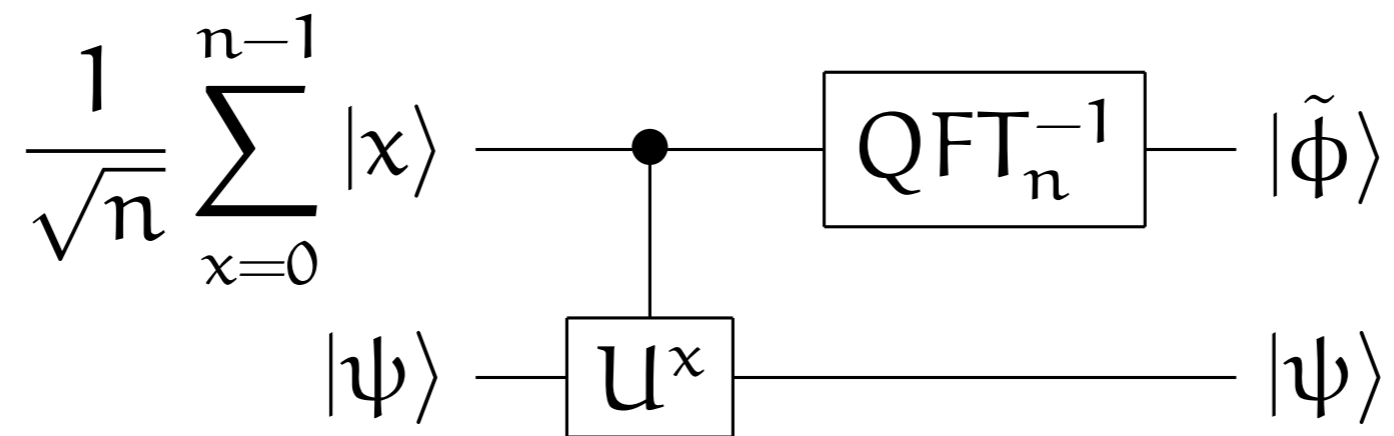 1/√n ∑_{x=0}^{n−1} |x⟩ QFT_n^{−1} |ϕ̃⟩
|ψ⟩ U^x |ψ⟩